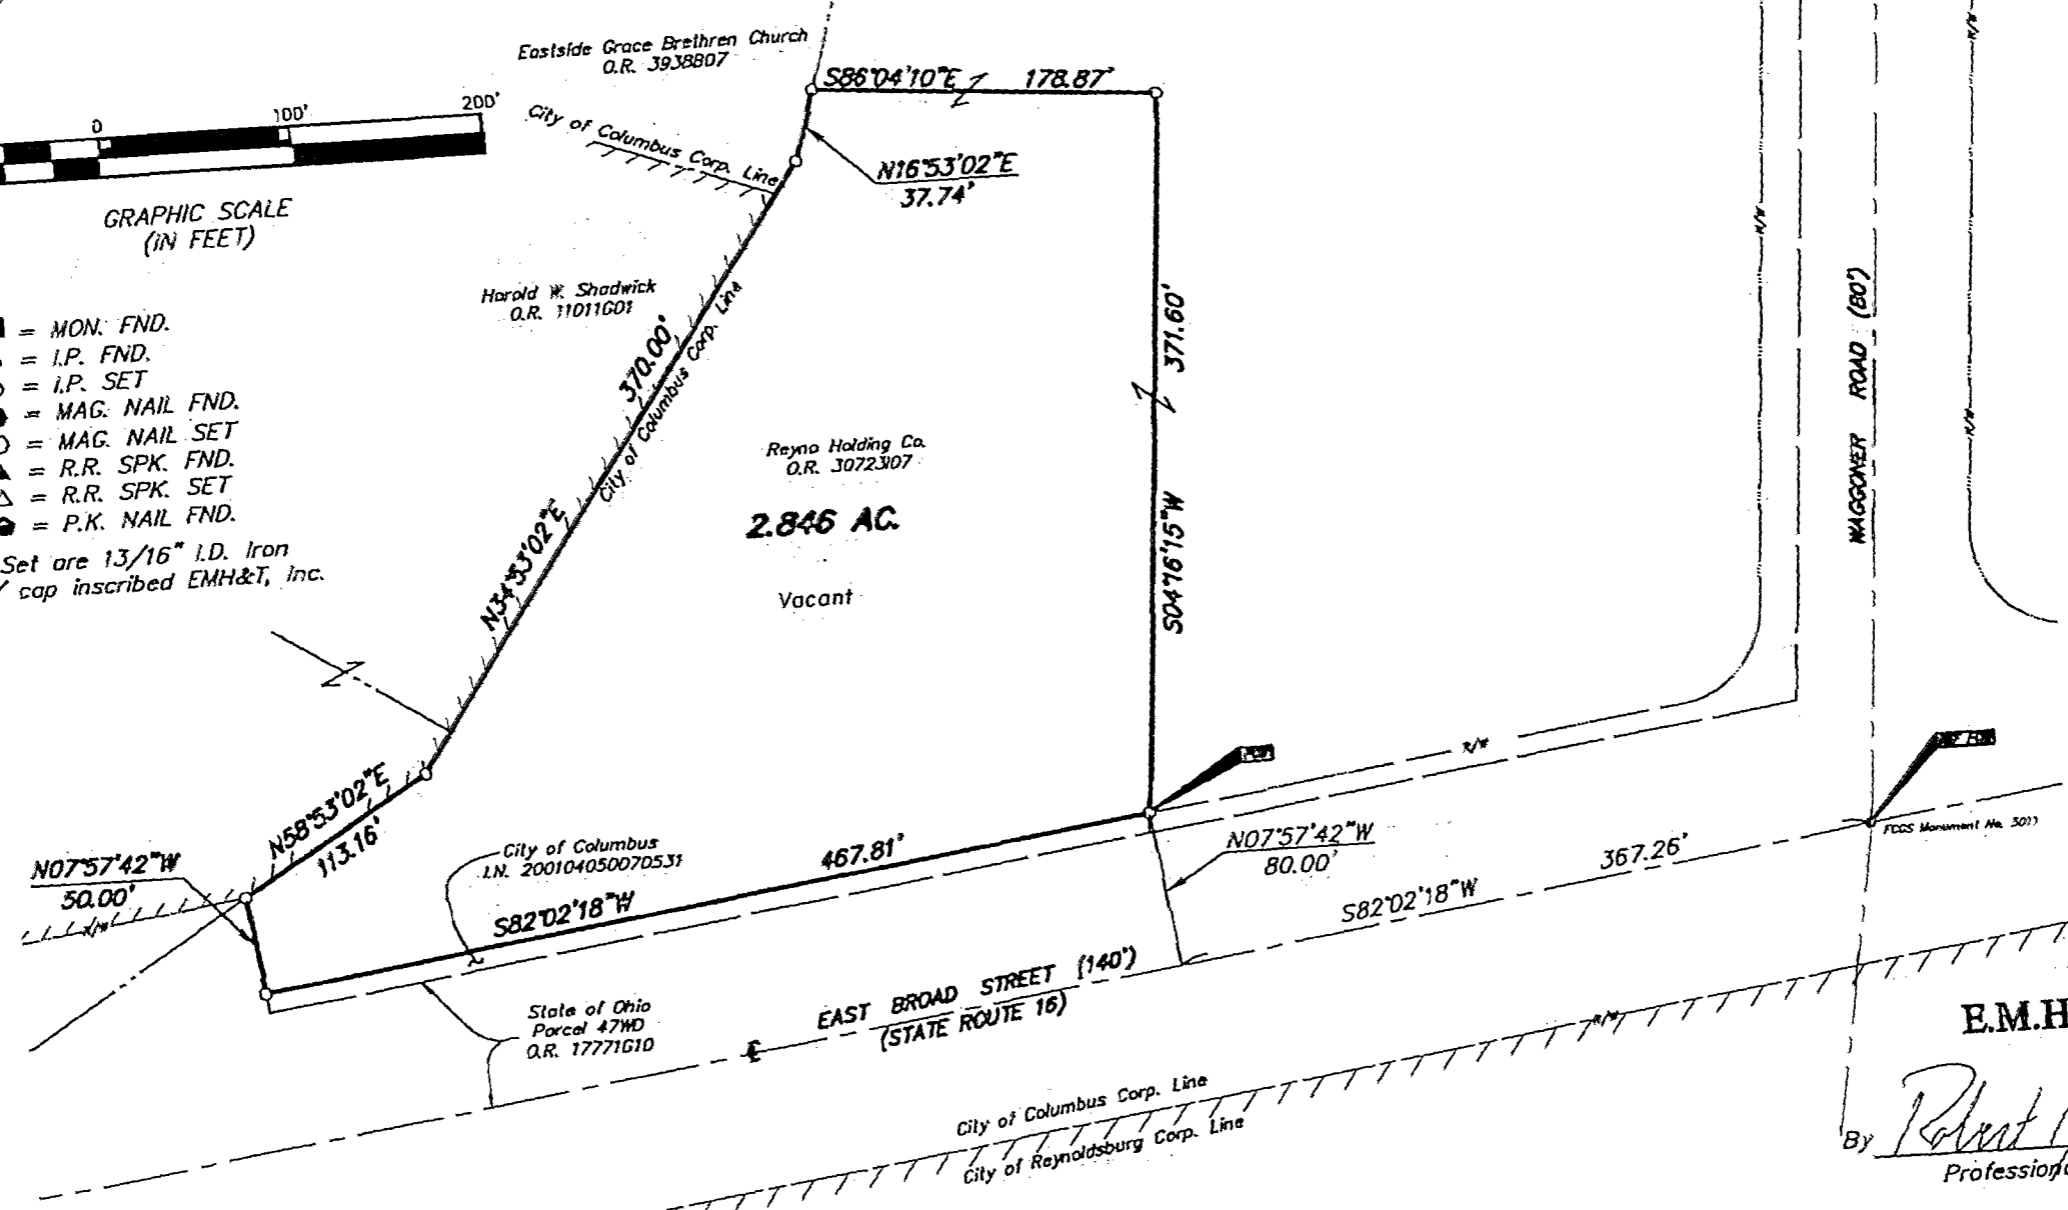 Eastside Grace Brethren Church
O.R. 3938B07
S86°04'10"E 178.87'
0 100' 200'
City of Columbus Corp. Line
N16°53'02"E
37.74'
GRAPHIC SCALE
(IN FEET)
Harold W. Shadwick
O.R. 11011G01
= MON. FND.
= I.P. FND.
= I.P. SET
= MAG. NAIL FND.
= MAG. NAIL SET
= R.R. SPK. FND.
= R.R. SPK. SET
= P.K. NAIL FND.
Set are 13/16" I.D. Iron
cap inscribed EMH&T, Inc.
N34°53'02"E 370.00'
City of Columbus Corp. Line
Reyno Holding Co.
O.R. 30723I07
2.846 AC.
Vacant
S04°16'15"W 371.60'
WAGGONER ROAD (80')
R/W
R/W
R/W
R/W
N58°53'02"E
113.16'
N07°57'42"W
50.00'
R/W
City of Columbus
I.N. 200104050070531
S82°02'18"W 467.81'
N07°57'42"W
80.00'
S82°02'18"W 367.26'
FCGS Monument No.
State of Ohio
Parcel 47WD
O.R. 17771G10
EAST BROAD STREET (140')
(STATE ROUTE 16)
R/W
City of Columbus Corp. Line
City of Reynoldsburg Corp. Line
E.M.H
By Robert
Professiona